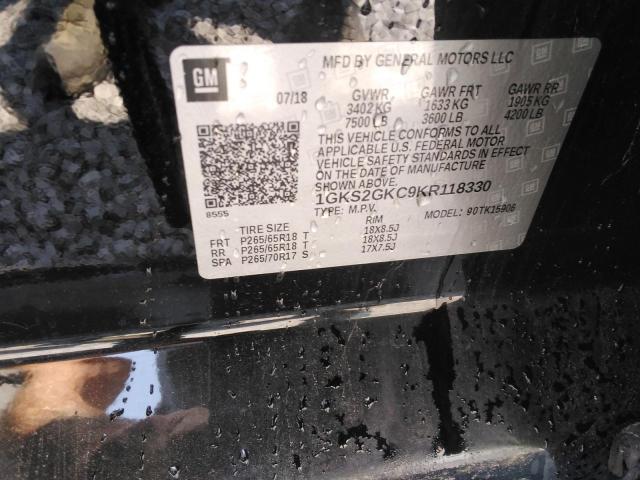 GM
MFD BY GENERAL MOTORS LLC
07/18
GVWR GAWR FRT GAWR RR
3402 KG 1633 KG 1905 KG
7500 LB 3600 LB 4200 LB
THIS VEHICLE CONFORMS TO ALL
APPLICABLE U.S. FEDERAL MOTOR
VEHICLE SAFETY STANDARDS IN EFFECT
ON THE DATE OF MANUFACTURE
SHOWN ABOVE.
1GKS2GKC9KR118330
TYPE: M.P.V. MODEL: 90TK15906
8555
TIRE SIZE RIM
FRT P265/65R18 T 18X8.5J
RR P265/65R18 T 18X8.5J
SPA P265/70R17 S 17X7.5J